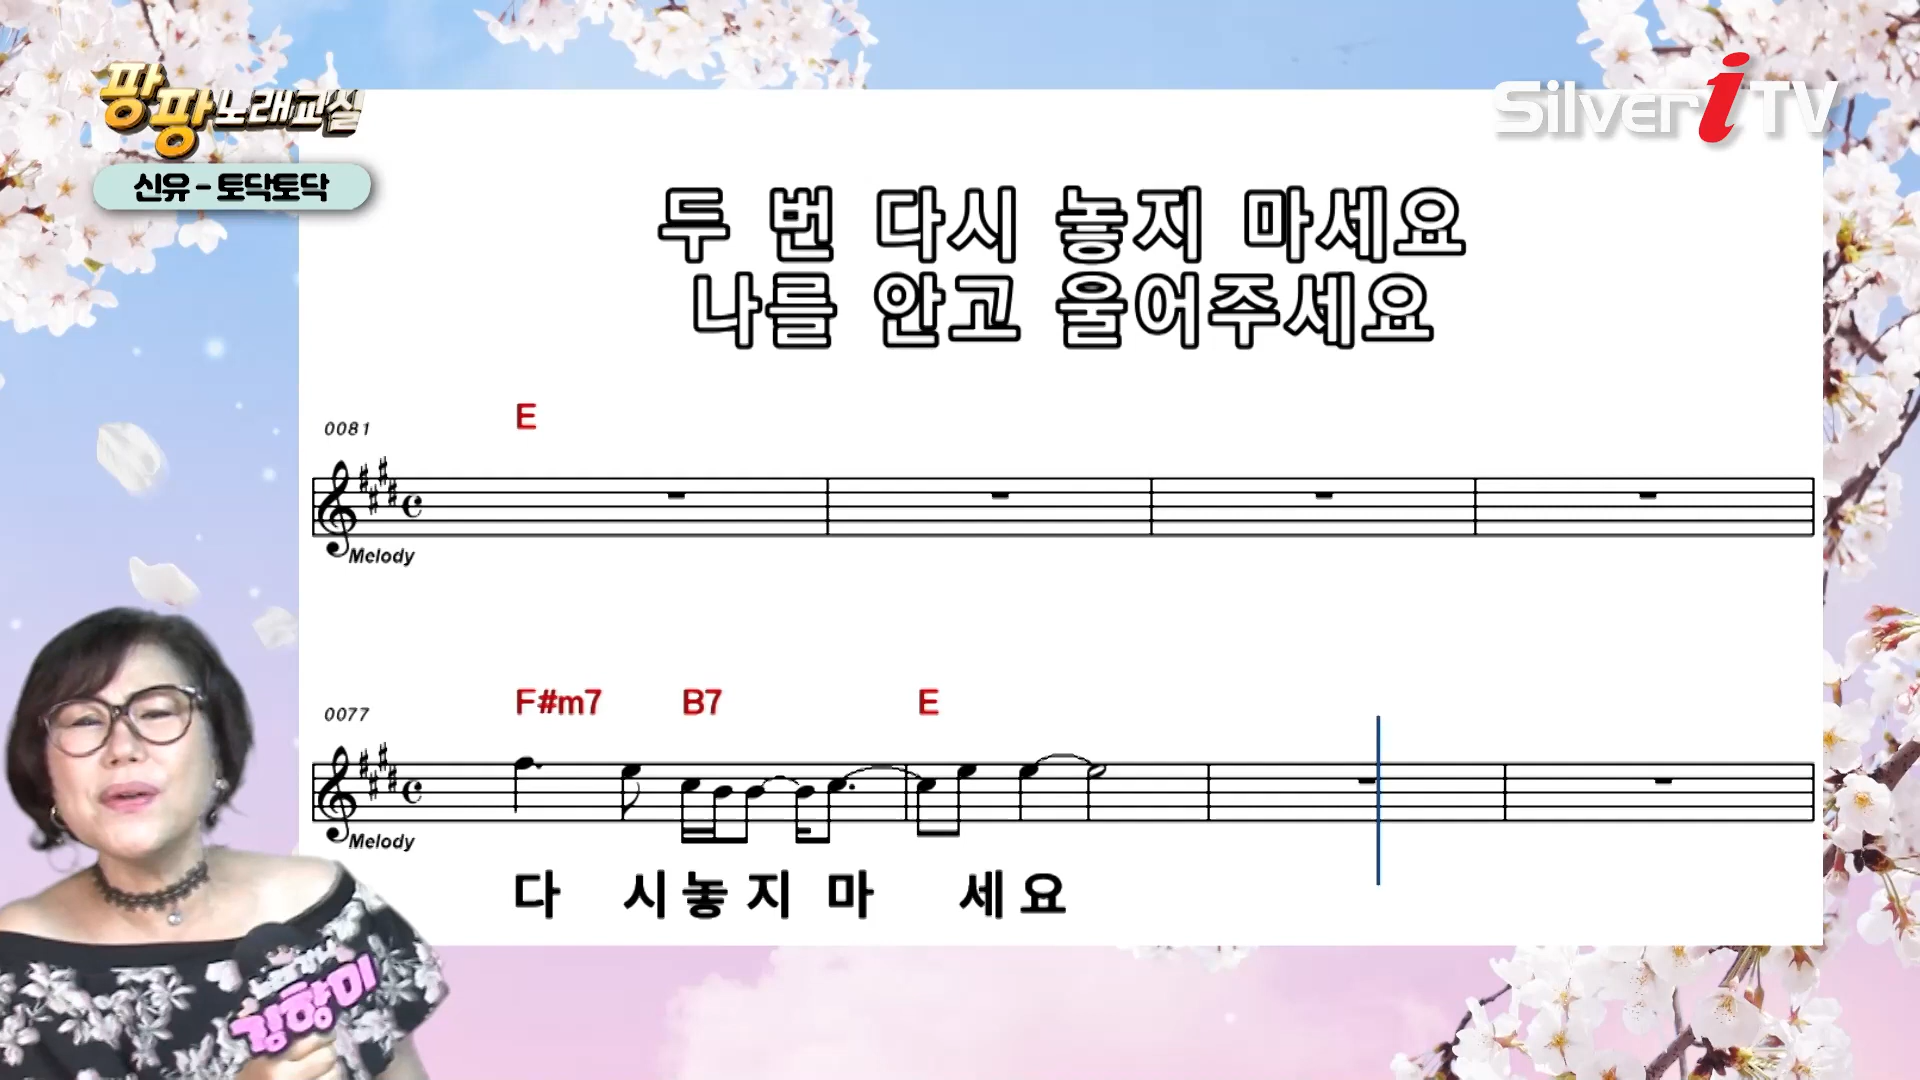 팡팡노래교실
Silver i TV
신유 - 토닥토닥
두 번 다시 놓지 마세요
나를 안고 울어주세요
E
0081
Melody
F#m7 B7 E
0077
Melody
다 시 놓 지 마 세 요
강향미